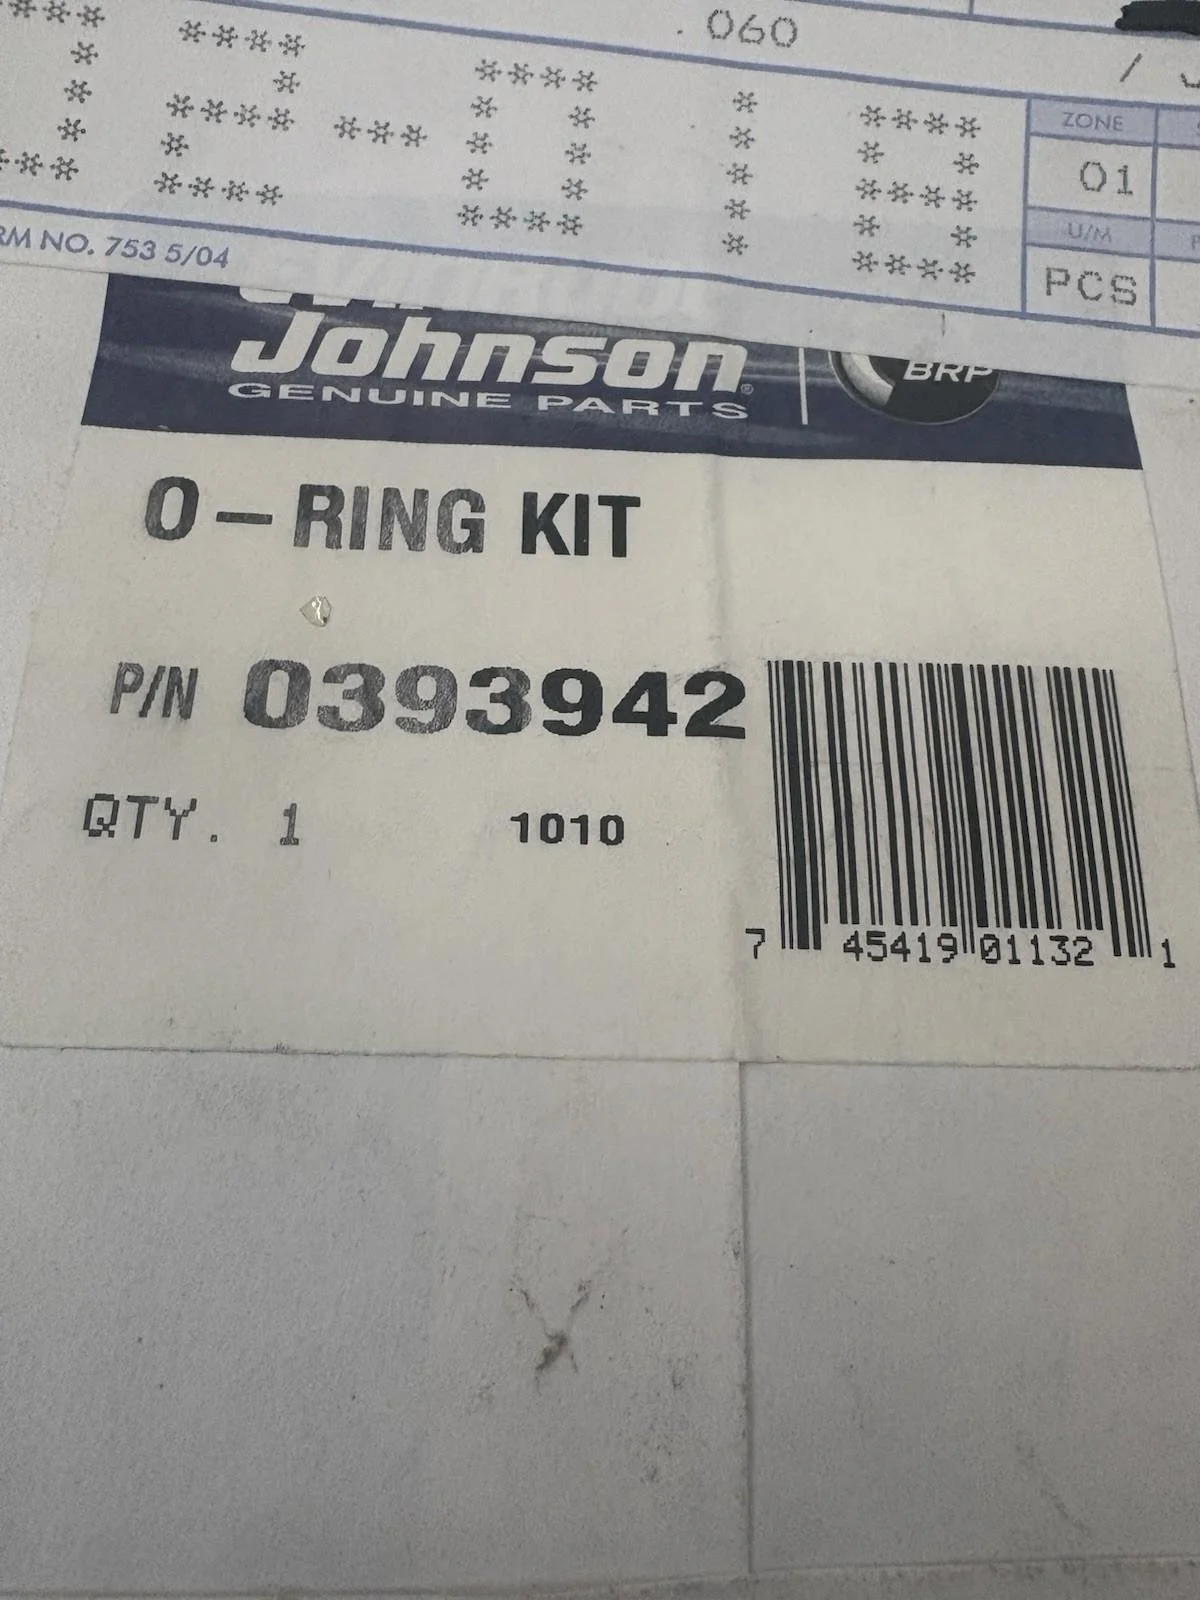 .060
ZONE
01
U/M
PCS
NO. 753 5/04
Johnson®
GENUINE PARTS
BRP
O-RING KIT
P/N 0393942
QTY. 1 1010
7 45419 01132 1